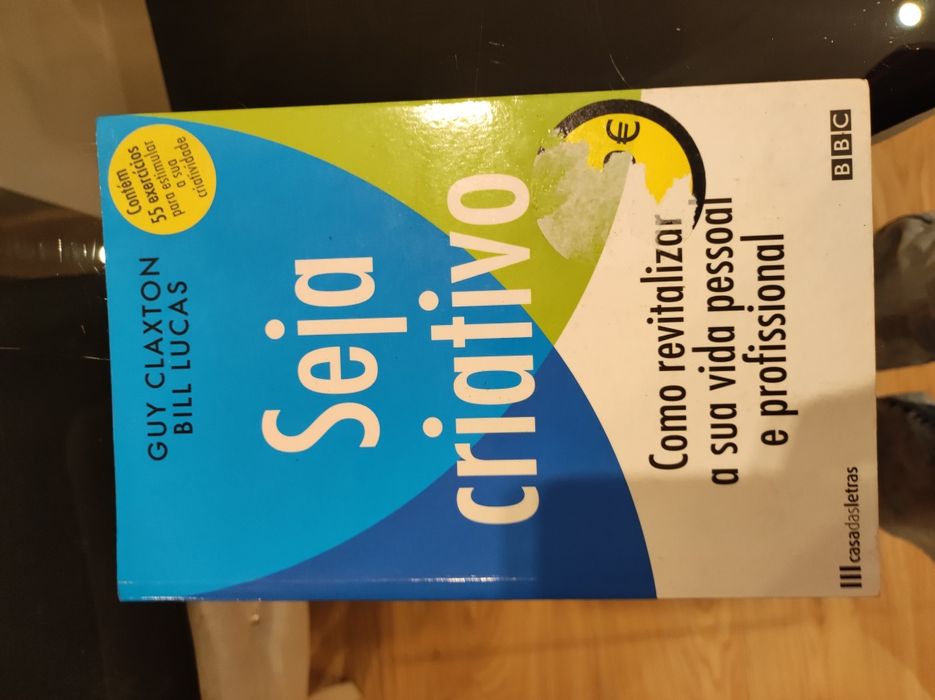 Contém
55 exercícios
para estimular
a sua
criatividade
GUY CLAXTON
BILL LUCAS
Seja
criativo
€
Como revitalizar
a sua vida pessoal
e profissional
casadasletras
BBC